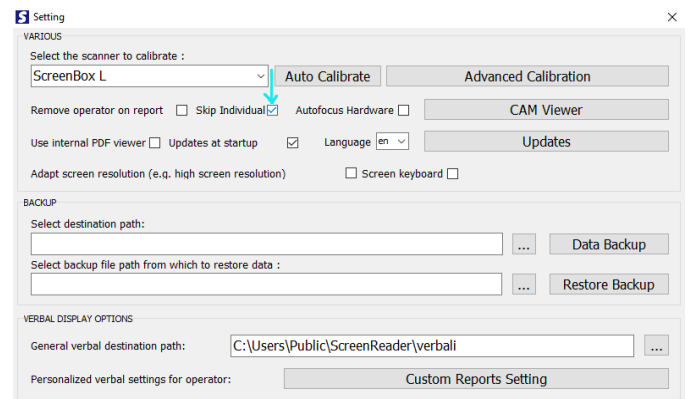 S Setting
VARIOUS
Select the scanner to calibrate :
ScreenBox L Auto Calibrate Advanced Calibration
Remove operator on report Skip Individual Autofocus Hardware CAM Viewer
Use internal PDF viewer Updates at startup Language en Updates
Adapt screen resolution (e.g. high screen resolution) Screen keyboard
BACKUP
Select destination path:
... Data Backup
Select backup file path from which to restore data :
... Restore Backup
VERBAL DISPLAY OPTIONS
General verbal destination path: C:\Users\Public\ScreenReader\verbali ...
Personalized verbal settings for operator: Custom Reports Setting